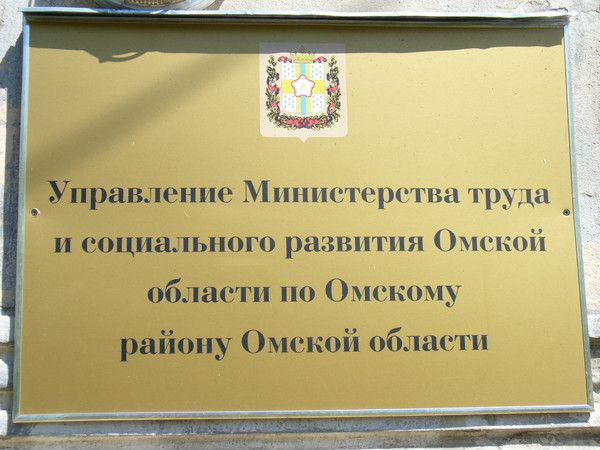 Управление Министерства труда
и социального развития Омской
области по Омскому
району Омской области